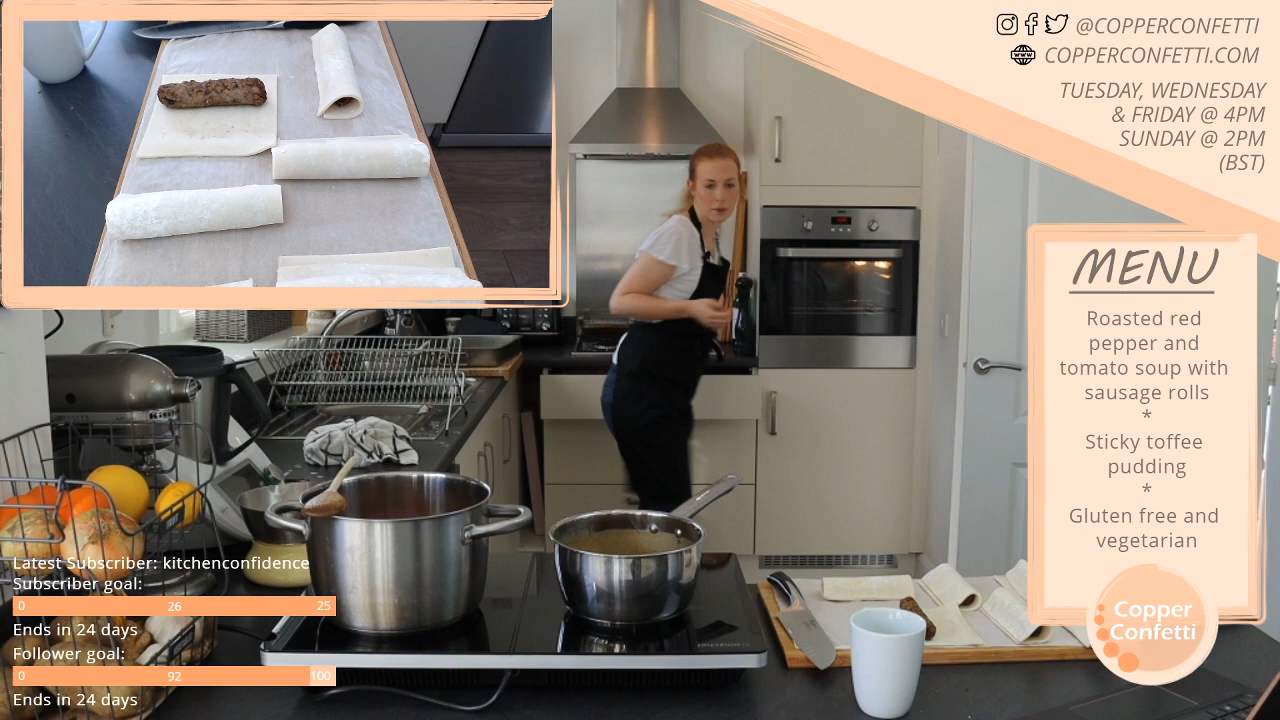 @COPPERCONFETTI
COPPERCONFETTI.COM
TUESDAY, WEDNESDAY
& FRIDAY @ 4PM
SUNDAY @ 2PM
(BST)
MENU
Roasted red
pepper and
tomato soup with
sausage rolls
*
Sticky toffee
pudding
*
Gluten free and
vegetarian
Copper
Confetti
Latest Subscriber: kitchenconfidence
Subscriber goal:
0 26 25
Ends in 24 days
Follower goal:
0 92 100
Ends in 24 days